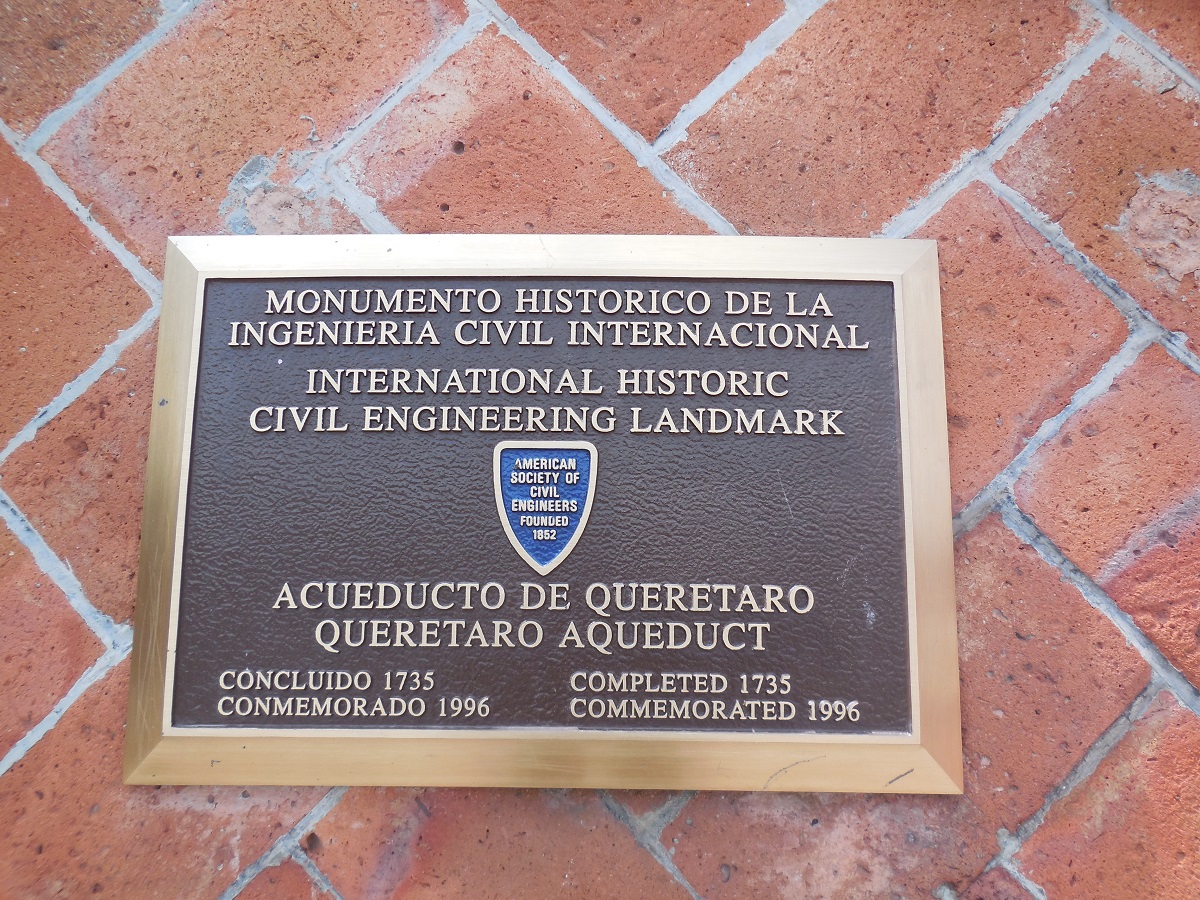 MONUMENTO HISTORICO DE LA
INGENIERIA CIVIL INTERNACIONAL
INTERNATIONAL HISTORIC
CIVIL ENGINEERING LANDMARK
AMERICAN
SOCIETY OF
CIVIL
ENGINEERS
FOUNDED
1852
ACUEDUCTO DE QUERETARO
QUERETARO AQUEDUCT
CONCLUIDO 1735
CONMEMORADO 1996
COMPLETED 1735
COMMEMORATED 1996